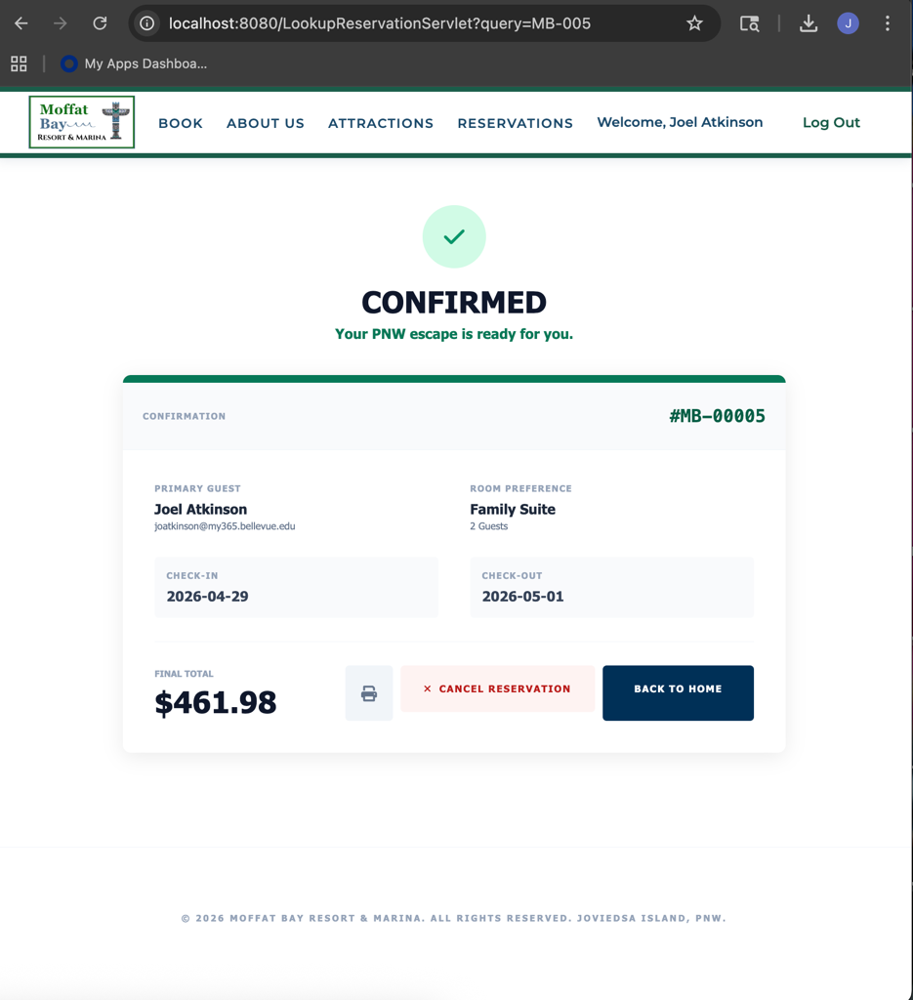 localhost:8080/LookupReservationServlet?query=MB-005
J
My Apps Dashboa...
Moffat
Bay
RESORT & MARINA
BOOK
ABOUT US
ATTRACTIONS
RESERVATIONS
Welcome, Joel Atkinson
Log Out
CONFIRMED
Your PNW escape is ready for you.
CONFIRMATION
#MB-00005
PRIMARY GUEST
Joel Atkinson
joatkinson@my365.bellevue.edu
ROOM PREFERENCE
Family Suite
2 Guests
CHECK-IN
2026-04-29
CHECK-OUT
2026-05-01
FINAL TOTAL
$461.98
× CANCEL RESERVATION
BACK TO HOME
© 2026 MOFFAT BAY RESORT & MARINA. ALL RIGHTS RESERVED. JOVIEDSA ISLAND, PNW.